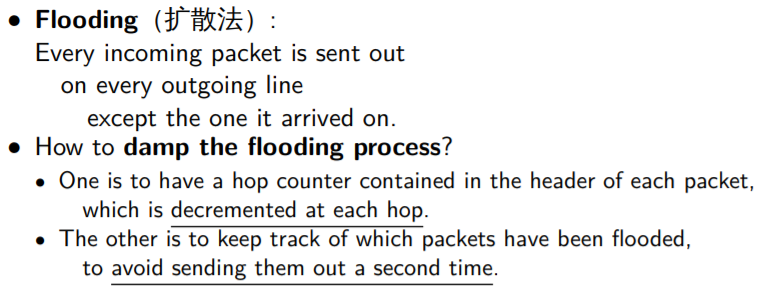 • Flooding（扩散法）:
Every incoming packet is sent out
on every outgoing line
except the one it arrived on.
• How to damp the flooding process?
• One is to have a hop counter contained in the header of each packet,
which is decremented at each hop.
• The other is to keep track of which packets have been flooded,
to avoid sending them out a second time.